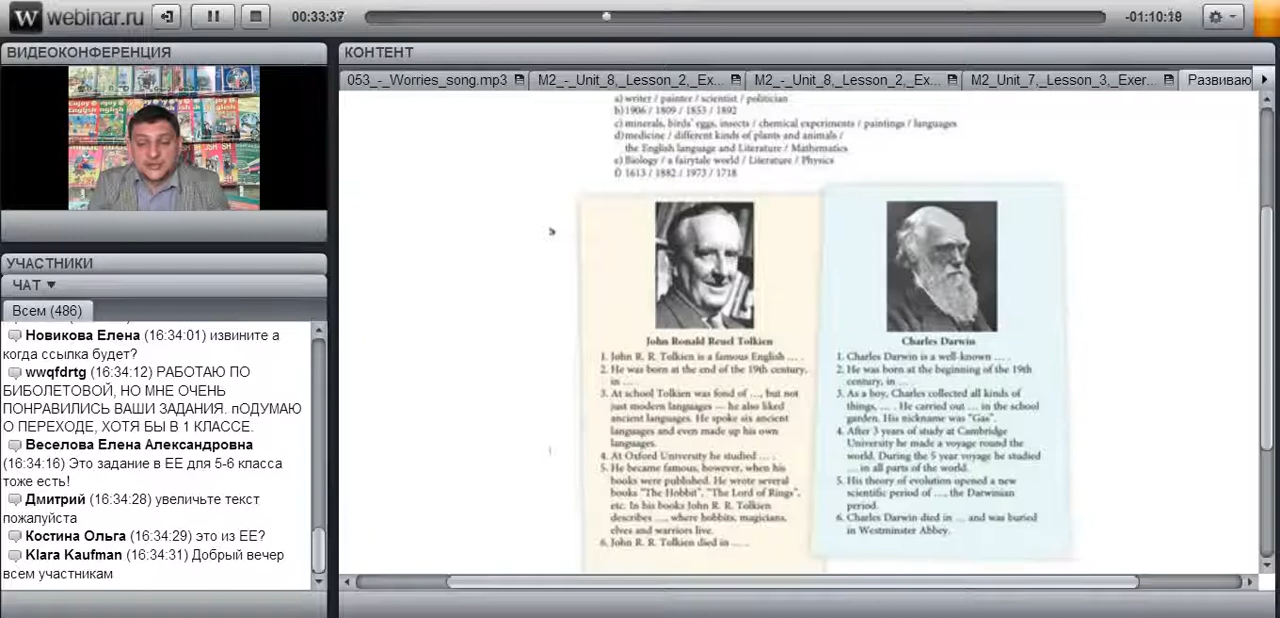 W webinar.ru
00:33:37
-01:10:19
ВИДЕОКОНФЕРЕНЦИЯ
УЧАСТНИКИ
ЧАТ
Всем (486)
Новикова Елена (16:34:01) извините а
когда ссылка будет?
wwqfdrtg (16:34:12) РАБОТАЮ ПО
БИБОЛЕТОВОЙ, НО МНЕ ОЧЕНЬ
ПОНРАВИЛИСЬ ВАШИ ЗАДАНИЯ. пОДУМАЮ
О ПЕРЕХОДЕ, ХОТЯ БЫ В 1 КЛАССЕ.
Веселова Елена Александровна
(16:34:16) Это задание в ЕЕ для 5-6 класса
тоже есть!
Дмитрий (16:34:28) увеличьте текст
пожалуйста
Костина Ольга (16:34:29) это из ЕЕ?
Klara Kaufman (16:34:31) Добрый вечер
всем участникам
КОНТЕНТ
053_-_Worries_song.mp3
M2_-_Unit_8,_Lesson_2,_Ex...
M2_-_Unit_8,_Lesson_2,_Ex...
M2_Unit_7,_Lesson_3,_Exer...
Развиваю
a) writer / painter / scientist / politician
b) 1906 / 1809 / 1853 / 1892
c) minerals, birds' eggs, insects / chemical experiments / paintings / languages
d) medicine / different kinds of plants and animals /
the English language and Literature / Mathematics
e) Biology / a fairytale world / Literature / Physics
f) 1613 / 1882 / 1973 / 1718
John Ronald Reuel Tolkien
1. John R. R. Tolkien is a famous English ... .
2. He was born at the end of the 19th century,
in ... .
3. At school Tolkien was fond of ..., but not
just modern languages — he also liked
ancient languages. He spoke six ancient
languages and even made up his own
languages.
4. At Oxford University he studied ... .
5. He became famous, however, when his
books were published. He wrote several
books "The Hobbit", "The Lord of Rings",
etc. In his books John R. R. Tolkien
describes ..., where hobbits, magicians,
elves and warriors live.
6. John R. R. Tolkien died in ... .
Charles Darwin
1. Charles Darwin is a well-known ... .
2. He was born at the beginning of the 19th
century, in ... .
3. As a boy, Charles collected all kinds of
things, ... . He carried out ... in the school
garden. His nickname was "Gas".
4. After 3 years of study at Cambridge
University he made a voyage round the
world. During the 5 year voyage he studied
... in all parts of the world.
5. His theory of evolution opened a new
scientific period of ..., the Darwinian
period.
6. Charles Darwin died in ... and was buried
in Westminster Abbey.